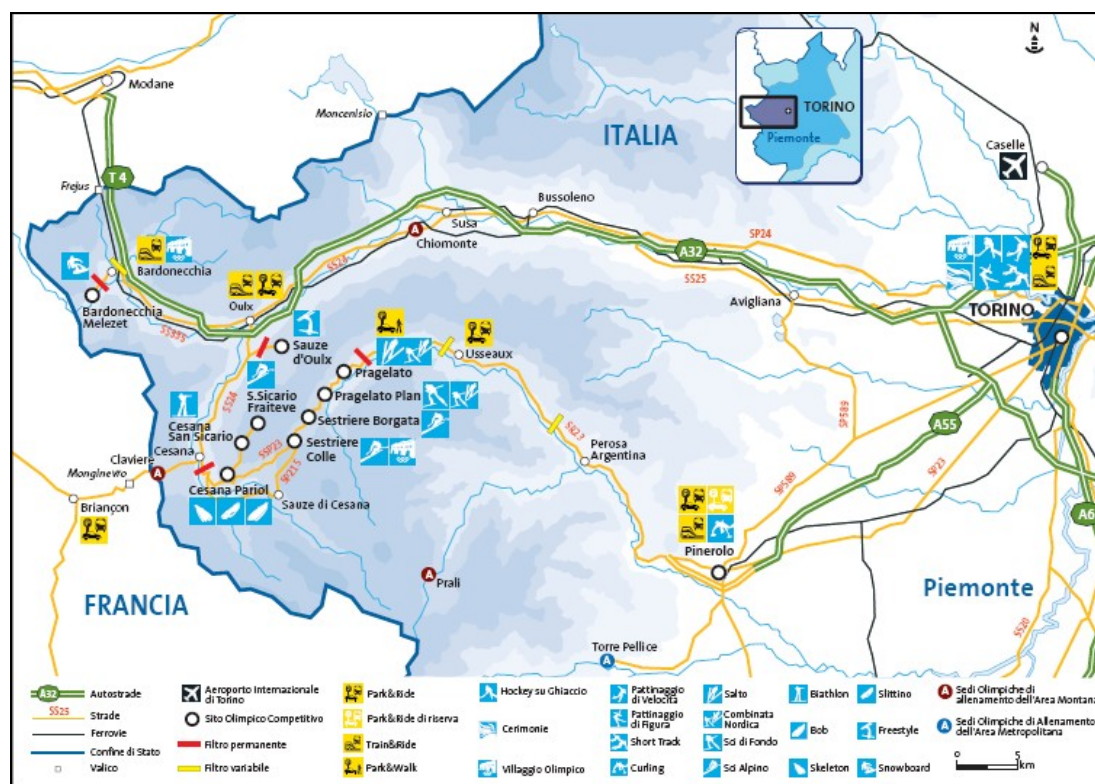 N
Modane
Moncenisio
ITALIA
TORINO
Piemonte
Caselle
T 4
Frejus
Bussoleno
Susa
Chiomonte
A32
SP24
SS25
Bardonecchia
Oulx
SS24
Avigliana
TORINO
Bardonecchia
Melezet
SS335
Sauze
d'Oulx
Usseaux
Pragelato
S.Sicario
Fraiteve
Pragelato Plan
SS24
Cesana
San Sicario
Sestriere Borgata
SR23
SP589
A55
Cesana
Sestriere
Colle
Perosa
Argentina
Claviere
Monginevro
A
SSP23
SP215
SP589
SP23
Cesana Pariol
Sauze di Cesana
Briançon
A6
Pinerolo
A
Prali
FRANCIA
Piemonte
SS20
Torre Pellice
A
A32
Autostrade
SS25
Strade
Ferrovie
Confine di Stato
Valico
Aeroporto Internazionale
di Torino
Sito Olimpico Competitivo
Filtro permanente
Filtro variabile
Park&Ride
Park&Ride di riserva
Train&Ride
Park&Walk
Hockey su Ghiaccio
Cerimonie
Villaggio Olimpico
Pattinaggio
di Velocità
Pattinaggio
di Figura
Short Track
Curling
Salto
Combinata
Nordica
Sci di Fondo
Sci Alpino
Biathlon
Bob
Skeleton
Slittino
Freestyle
Snowboard
A
Sedi Olimpiche di
allenamento dell'Area Montana
A
Sedi Olimpiche di Allenamento
dell'Area Metropolitana
0 5
km